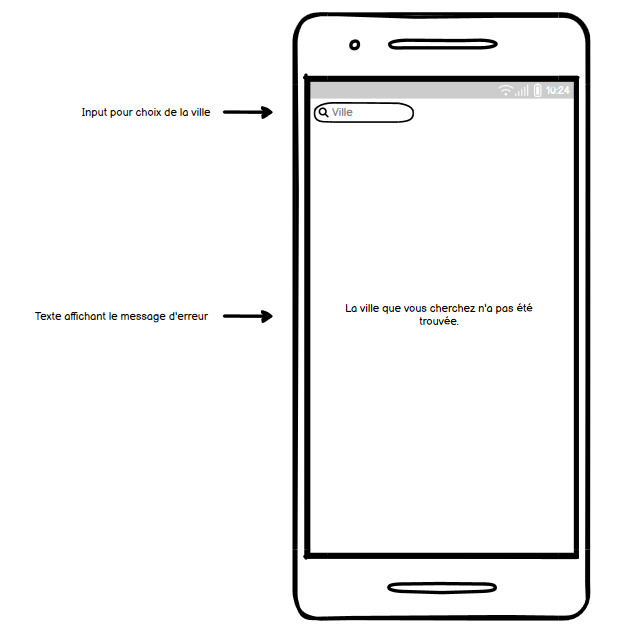 10:24
Input pour choix de la ville
Ville
La ville que vous cherchez n'a pas été
trouvée.
Texte affichant le message d'erreur